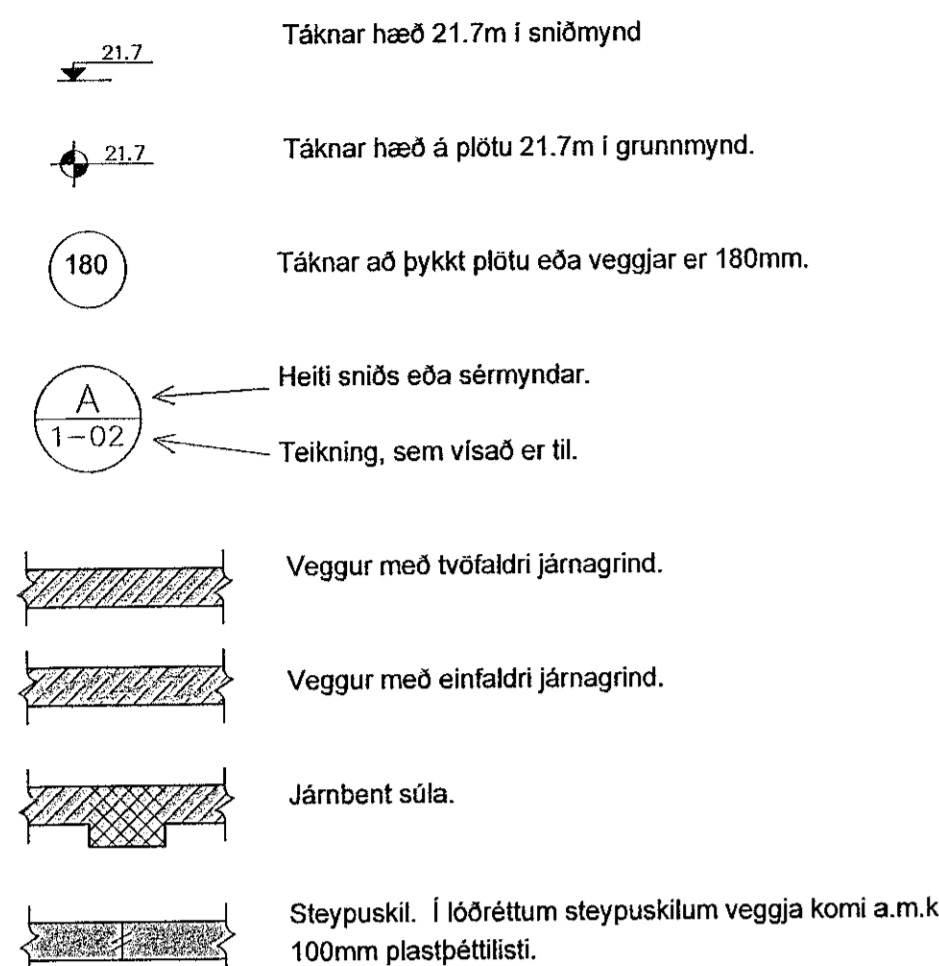 21.7 Táknar hæð 21.7m í sniðmynd
21.7 Táknar hæð á plötu 21.7m í grunnmynd.
180 Táknar að þykkt plötu eða veggjar er 180mm.
A Heiti sniðs eða sérmyndar.
1-02 Teikning, sem vísað er til.
Veggur með tvöfaldri járnagrind.
Veggur með einfaldri járnagrind.
Járnbent súla.
Steypuskil. Í lóðréttum steypuskilum veggja komi a.m.k
100mm plastþéttilisti.